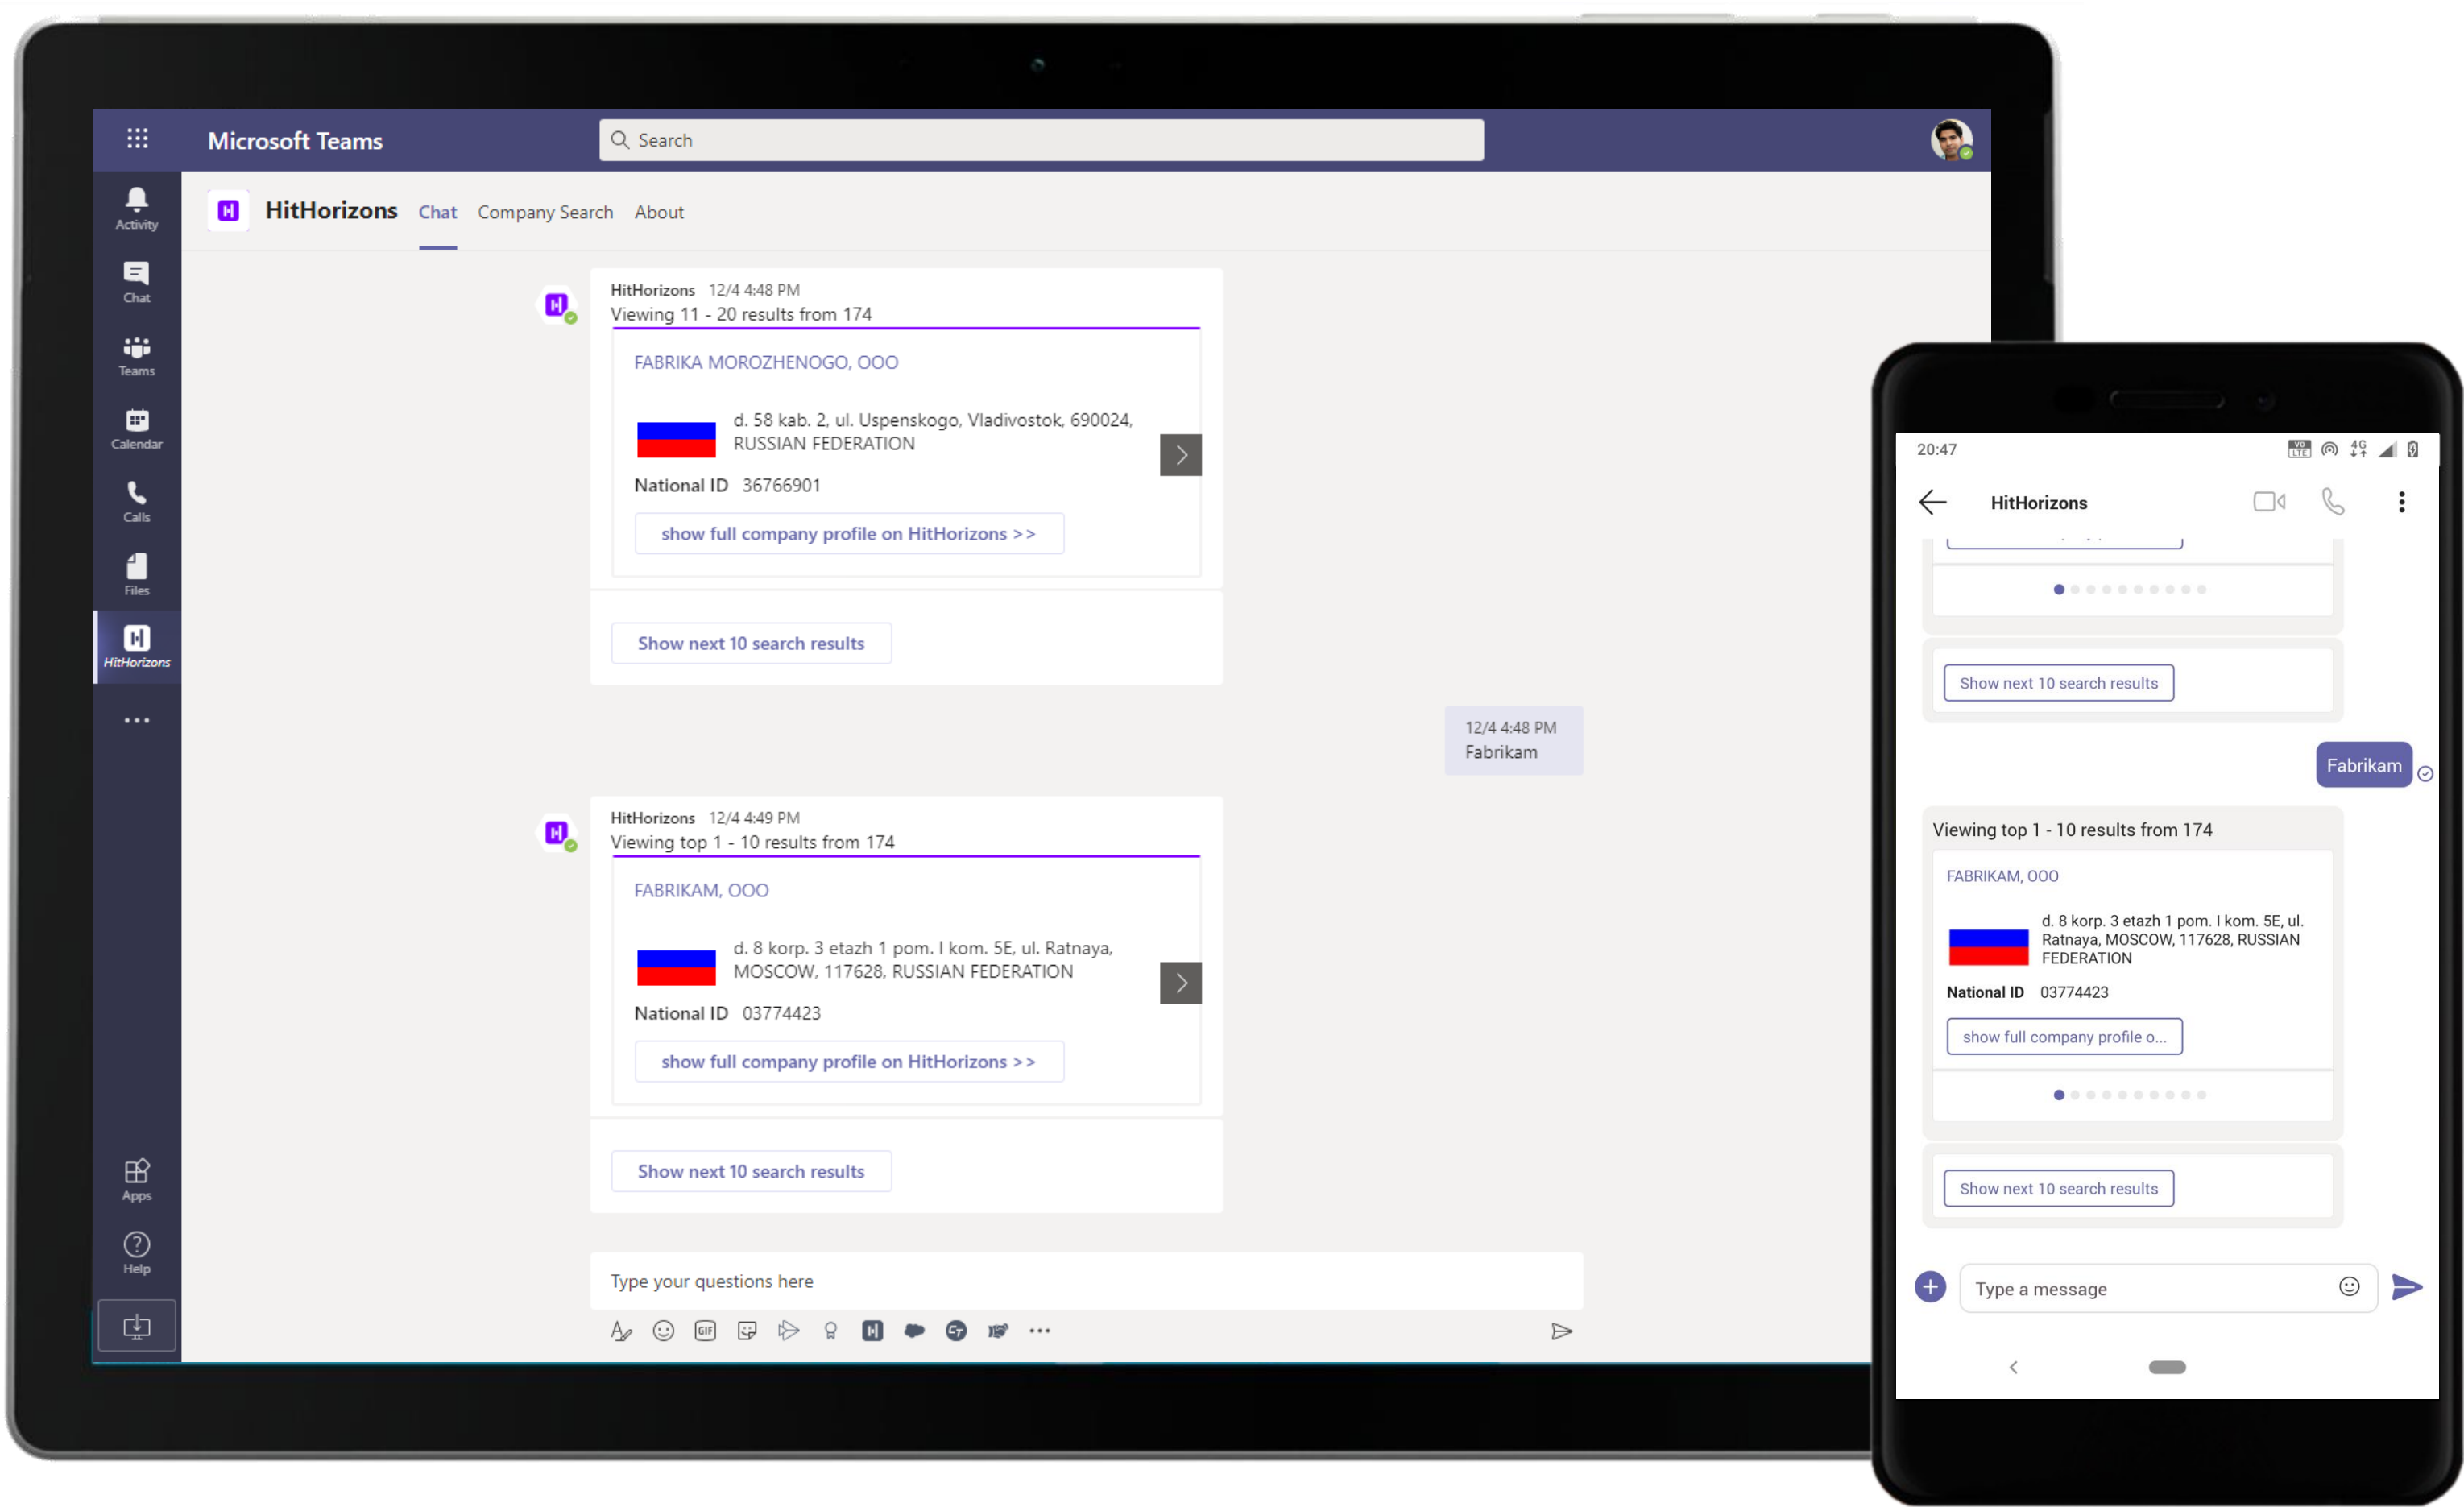 Microsoft Teams
Search
Activity
Chat
Teams
Calendar
Calls
Files
HitHorizons
Apps
Help
HitHorizons Chat Company Search About
HitHorizons 12/4 4:48 PM
Viewing 11 - 20 results from 174
FABRIKA MOROZHENOGO, OOO
d. 58 kab. 2, ul. Uspenskogo, Vladivostok, 690024,
RUSSIAN FEDERATION
National ID 36766901
show full company profile on HitHorizons >>
Show next 10 search results
12/4 4:48 PM
Fabrikam
HitHorizons 12/4 4:49 PM
Viewing top 1 - 10 results from 174
FABRIKAM, OOO
d. 8 korp. 3 etazh 1 pom. I kom. 5E, ul. Ratnaya,
MOSCOW, 117628, RUSSIAN FEDERATION
National ID 03774423
show full company profile on HitHorizons >>
Show next 10 search results
Type your questions here
GIF
20:47
VO LTE 4G
HitHorizons
Show next 10 search results
Fabrikam
Viewing top 1 - 10 results from 174
FABRIKAM, OOO
d. 8 korp. 3 etazh 1 pom. I kom. 5E, ul.
Ratnaya, MOSCOW, 117628, RUSSIAN
FEDERATION
National ID 03774423
show full company profile o...
Show next 10 search results
Type a message